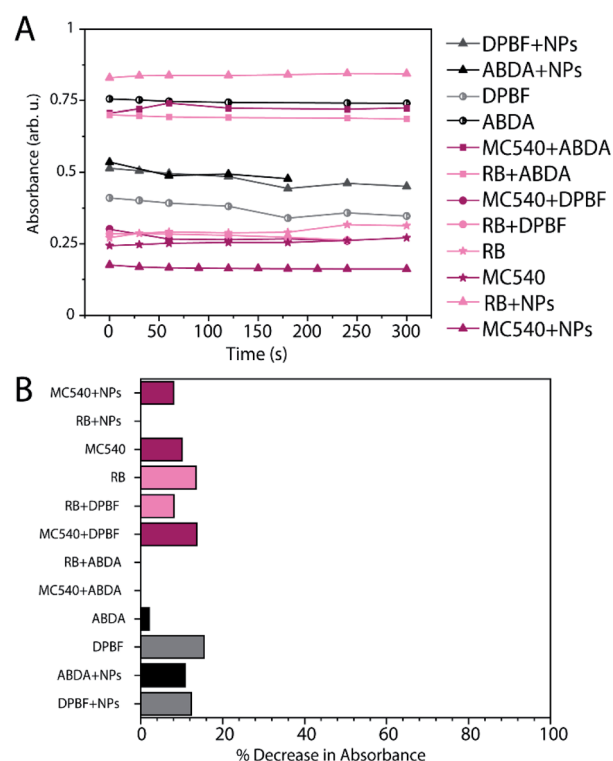 A
Absorbance (arb. u.)
1
0.75
0.5
0.25
0
0
50
100
150
200
250
300
Time (s)
DPBF+NPs
ABDA+NPs
DPBF
ABDA
MC540+ABDA
RB+ABDA
MC540+DPBF
RB+DPBF
RB
MC540
RB+NPs
MC540+NPs
B
MC540+NPs
RB+NPs
MC540
RB
RB+DPBF
MC540+DPBF
RB+ABDA
MC540+ABDA
ABDA
DPBF
ABDA+NPs
DPBF+NPs
0
20
40
60
80
100
% Decrease in Absorbance